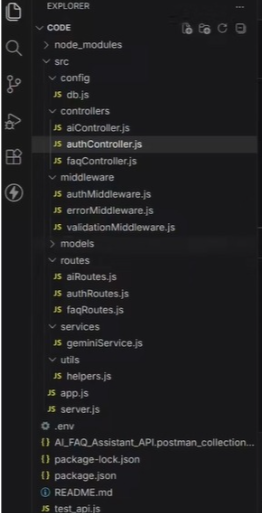 EXPLORER
CODE
node_modules
src
config
JS db.js
controllers
JS aiController.js
JS authController.js
JS faqController.js
middleware
JS authMiddleware.js
JS errorMiddleware.js
JS validationMiddleware.js
models
routes
JS aiRoutes.js
JS authRoutes.js
JS faqRoutes.js
services
JS geminiService.js
utils
JS helpers.js
JS app.js
JS server.js
.env
{} AI_FAQ_Assistant_API.postman_collection...
{} package-lock.json
{} package.json
README.md
JS test_api.js